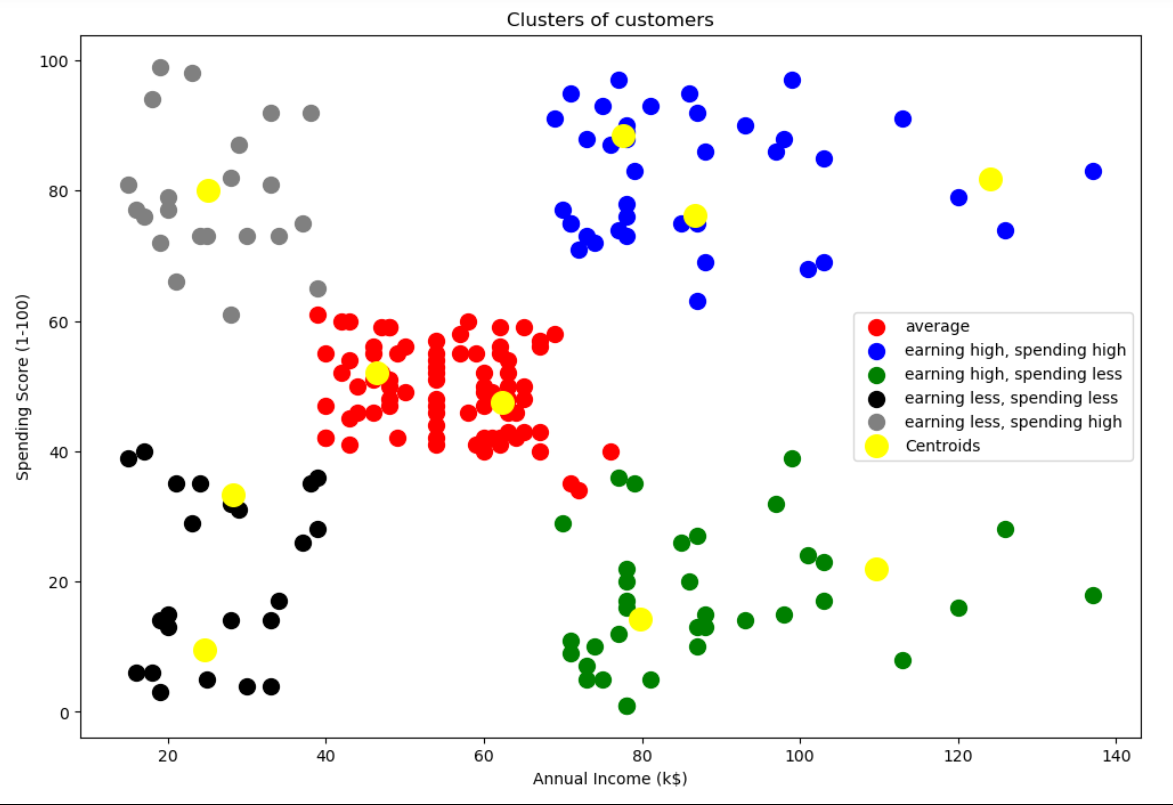 Clusters of customers
100
80
60
40
20
0
Spending Score (1-100)
average
earning high, spending high
earning high, spending less
earning less, spending less
earning less, spending high
Centroids
20 40 60 80 100 120 140
Annual Income (k$)